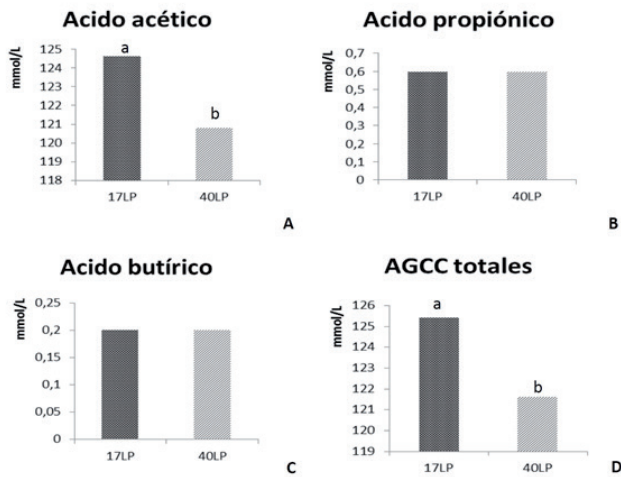 Acido acético
mmol/L
125
124
123
122
121
120
119
118
a
b
17LP
40LP
A
Acido propiónico
mmol/L
0,7
0,6
0,5
0,4
0,3
0,2
0,1
0
17LP
40LP
B
Acido butírico
mmol/L
0,25
0,2
0,15
0,1
0,05
0
17LP
40LP
C
AGCC totales
mmol/L
126
125
124
123
122
121
120
119
a
b
17LP
40LP
D